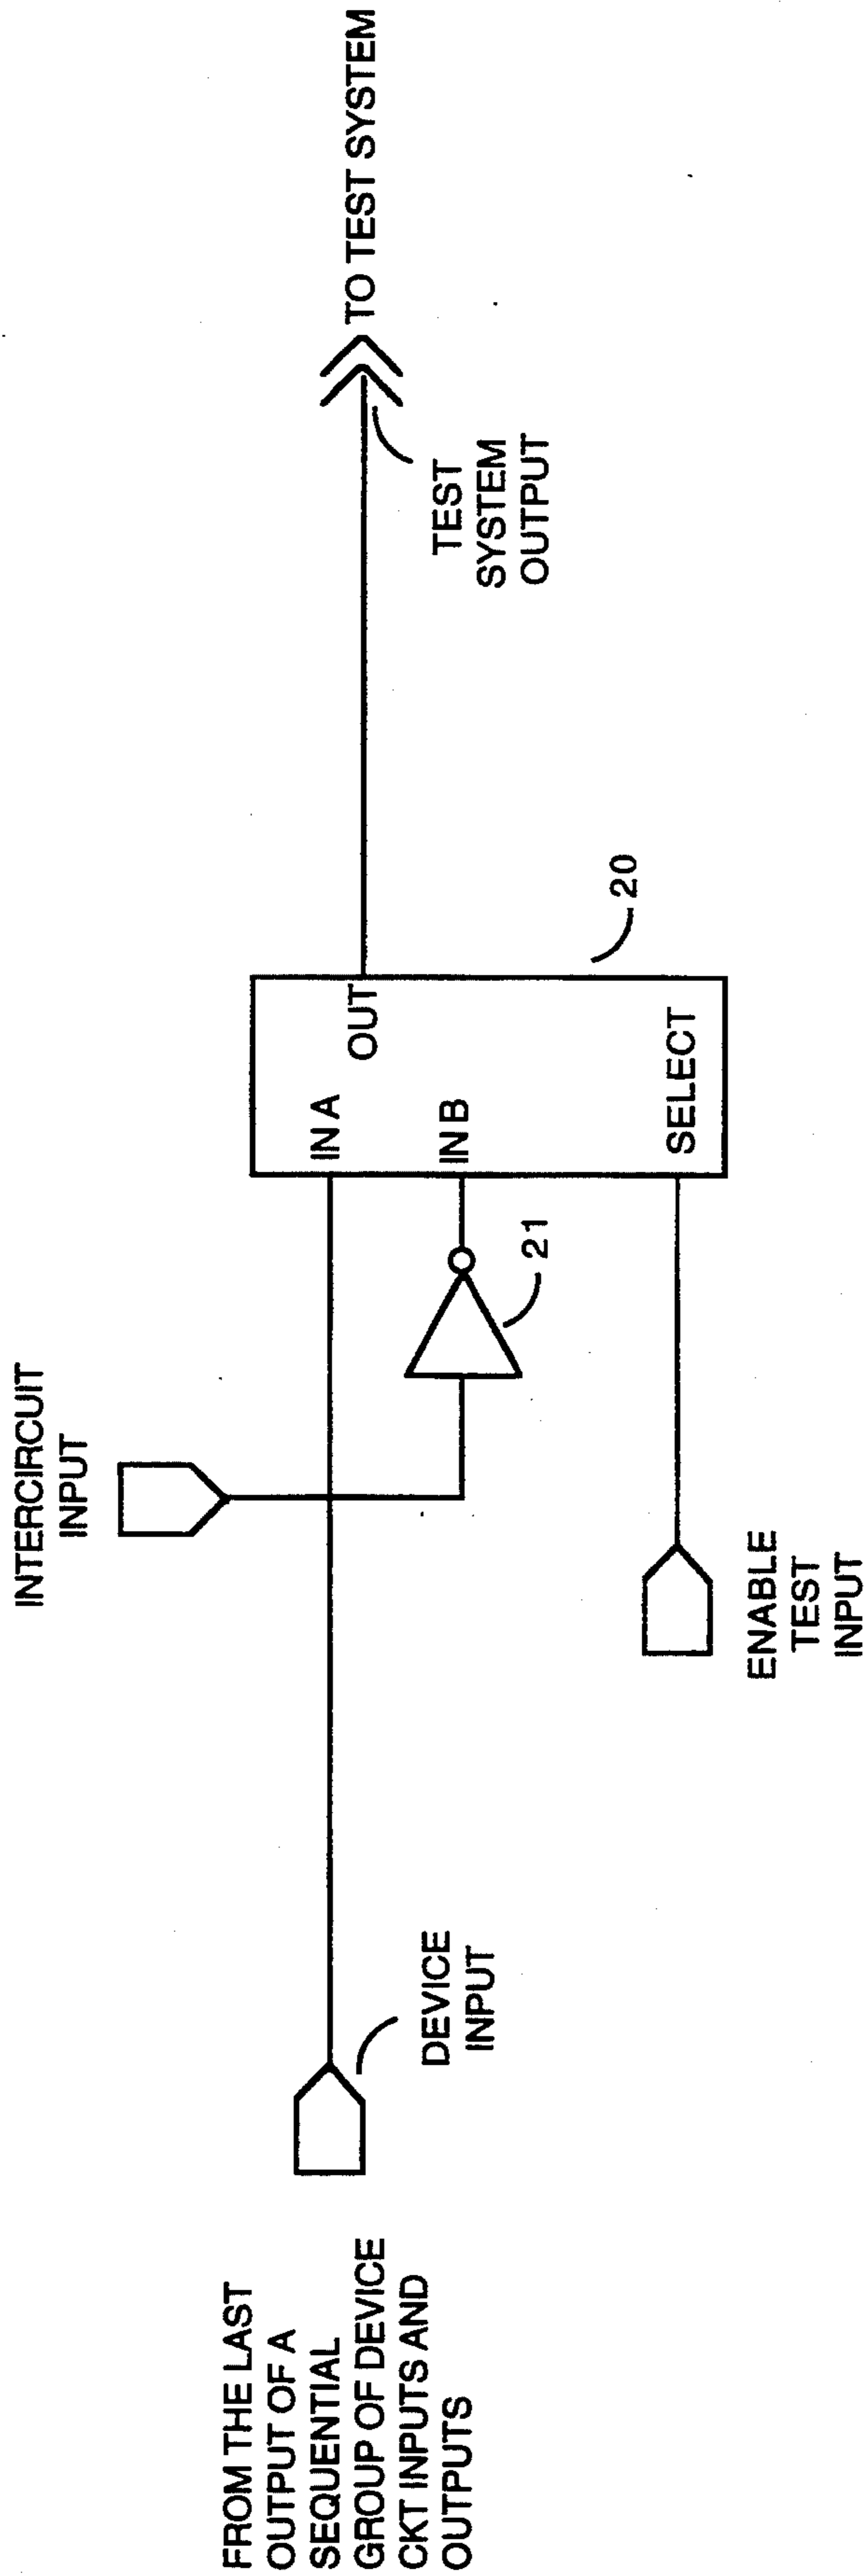 INTERCIRCUIT
INPUT
FROM THE LAST
OUTPUT OF A
SEQUENTIAL
GROUP OF DEVICE
CKT INPUTS AND
OUTPUTS
DEVICE
INPUT
IN A
OUT
IN B
SELECT
21
20
TO TEST SYSTEM
TEST
SYSTEM
OUTPUT
ENABLE
TEST
INPUT